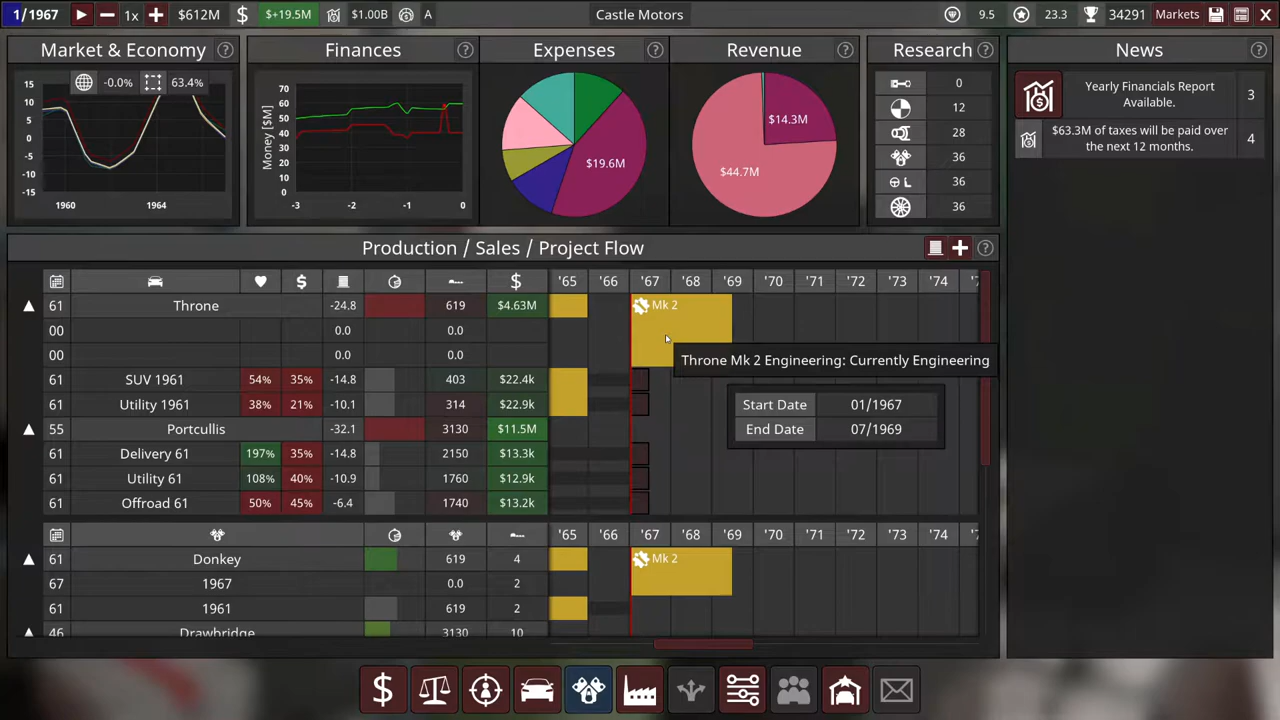 1/1967 1x $612M $ $+19.5M $1.00B A Castle Motors 9.5 23.3 34291 Markets
Market & Economy ?
-0.0% 63.4%
15
10
5
0
-5
-10
-15
1960 1964
Finances ?
Money [$M]
70
60
50
40
30
20
10
0
-3 -2 -1 0
Expenses ?
$19.6M
Revenue ?
$14.3M
$44.7M
Research ?
0
12
28
36
36
36
News ?
Yearly Financials Report Available. 3
$63.3M of taxes will be paid over the next 12 months. 4
Production / Sales / Project Flow ?
$ $ '65 '66 '67 '68 '69 '70 '71 '72 '73 '74
61 Throne -24.8 619 $4.63M Mk 2
00 0.0 0.0
00 0.0 0.0
Throne Mk 2 Engineering: Currently Engineering
61 SUV 1961 54% 35% -14.8 403 $22.4k
61 Utility 1961 38% 21% -10.1 314 $22.9k
Start Date 01/1967
End Date 07/1969
55 Portcullis -32.1 3130 $11.5M
61 Delivery 61 197% 35% -14.8 2150 $13.3k
61 Utility 61 108% 40% -10.9 1760 $12.9k
61 Offroad 61 50% 45% -6.4 1740 $13.2k
'65 '66 '67 '68 '69 '70 '71 '72 '73 '74
61 Donkey 619 4 Mk 2
67 1967 0.0 2
61 1961 619 2
46 Drawbridge 3130 10
$